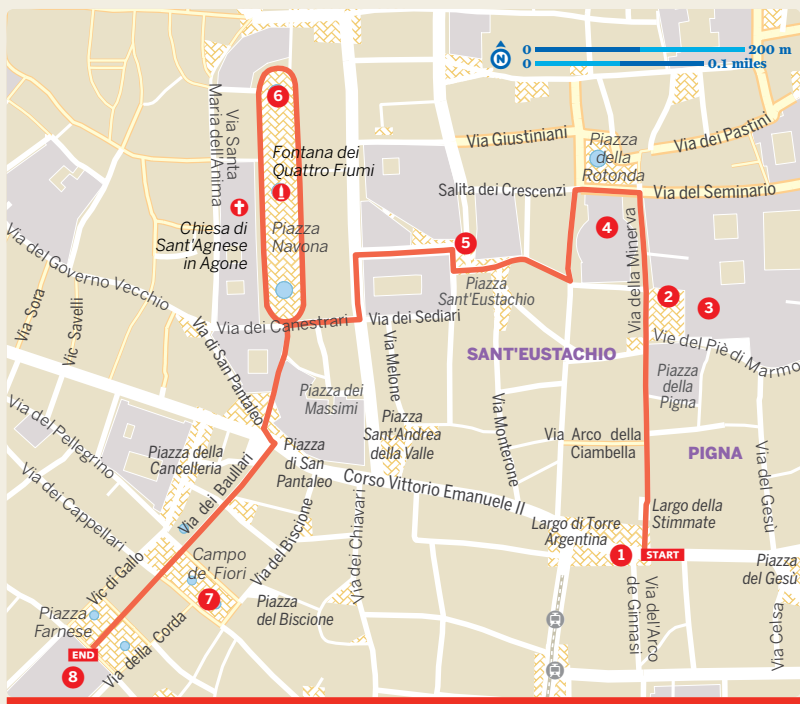 N
0
200 m
0
0.1 miles
6
Via Santa
Maria dell'Anima
Fontana dei
Quattro Fiumi
Via Giustiniani
Piazza
della
Rotonda
Via dei Pastini
Salita dei Crescenzi
Via del Seminario
Chiesa di
Sant'Agnese
in Agone
Piazza
Navona
5
4
Via della Minerva
Via del Governo Vecchio
Piazza
Sant'Eustachio
2
3
Via Sora
Vic Savelli
Via di San Pantaleo
Via dei Canestrari
Via dei Sediari
Via Melone
SANT'EUSTACHIO
Vie del Piè di Marmo
Piazza
della
Pigna
Piazza dei
Massimi
Via del Pellegrino
Piazza della
Cancelleria
Piazza
di San
Pantaleo
Piazza
Sant'Andrea
della Valle
Via Monterone
Via Arco della
Ciambella
PIGNA
Via dei Cappellari
Via dei Baullari
Corso Vittorio Emanuele II
Via del Gesù
Via del Biscione
Via dei Chiavari
Largo di Torre
Argentina
Largo della
Stimmate
Vic di Gallo
Campo
de' Fiori
1
START
Piazza
del Gesù
7
Piazza
del Biscione
Piazza
Farnese
Via della Corda
Via dell'Arco
de Ginnasi
Via Celsa
END
8